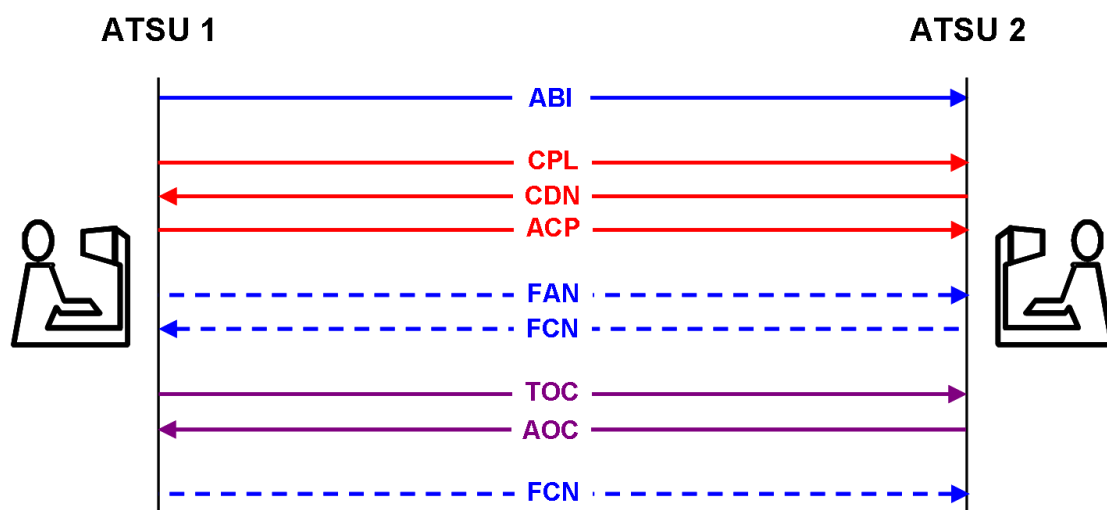 ATSU 1
ATSU 2
ABI
CPL
CDN
ACP
FAN
FCN
TOC
AOC
FCN